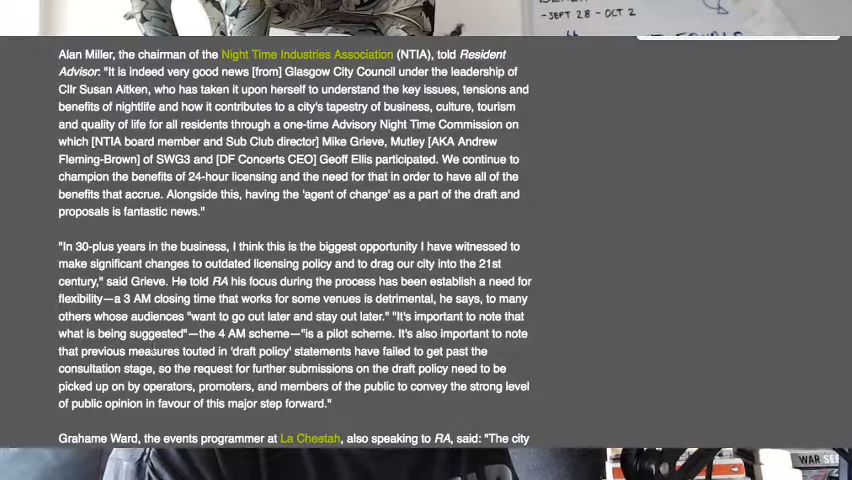 -SEPT 28 - OCT 2
Alan Miller, the chairman of the Night Time Industries Association (NTIA), told Resident
Advisor: "It is indeed very good news [from] Glasgow City Council under the leadership of
Cllr Susan Aitken, who has taken it upon herself to understand the key issues, tensions and
benefits of nightlife and how it contributes to a city's tapestry of business, culture, tourism
and quality of life for all residents through a one-time Advisory Night Time Commission on
which [NTIA board member and Sub Club director] Mike Grieve, Mutley [AKA Andrew
Fleming-Brown] of SWG3 and [DF Concerts CEO] Geoff Ellis participated. We continue to
champion the benefits of 24-hour licensing and the need for that in order to have all of the
benefits that accrue. Alongside this, having the 'agent of change' as a part of the draft and
proposals is fantastic news."
"In 30-plus years in the business, I think this is the biggest opportunity I have witnessed to
make significant changes to outdated licensing policy and to drag our city into the 21st
century," said Grieve. He told RA his focus during the process has been establish a need for
flibility—a 3 AM closing time that works for some venues is detrimental, he says, to many
others whose audiences "want to go out later and stay out later." "It's important to note that
what is being suggested"—the 4 AM scheme—"is a pilot scheme. It's also important to note
that previous measures touted in 'draft policy' statements have failed to get past the
consultation stage, so the request for further submissions on the draft policy need to be
picked up on by operators, promoters, and members of the public to convey the strong level
of public opinion in favour of this major step forward."
Grahame Ward, the events programmer at La Cheetah, also speaking to RA, said: "The city
WAR